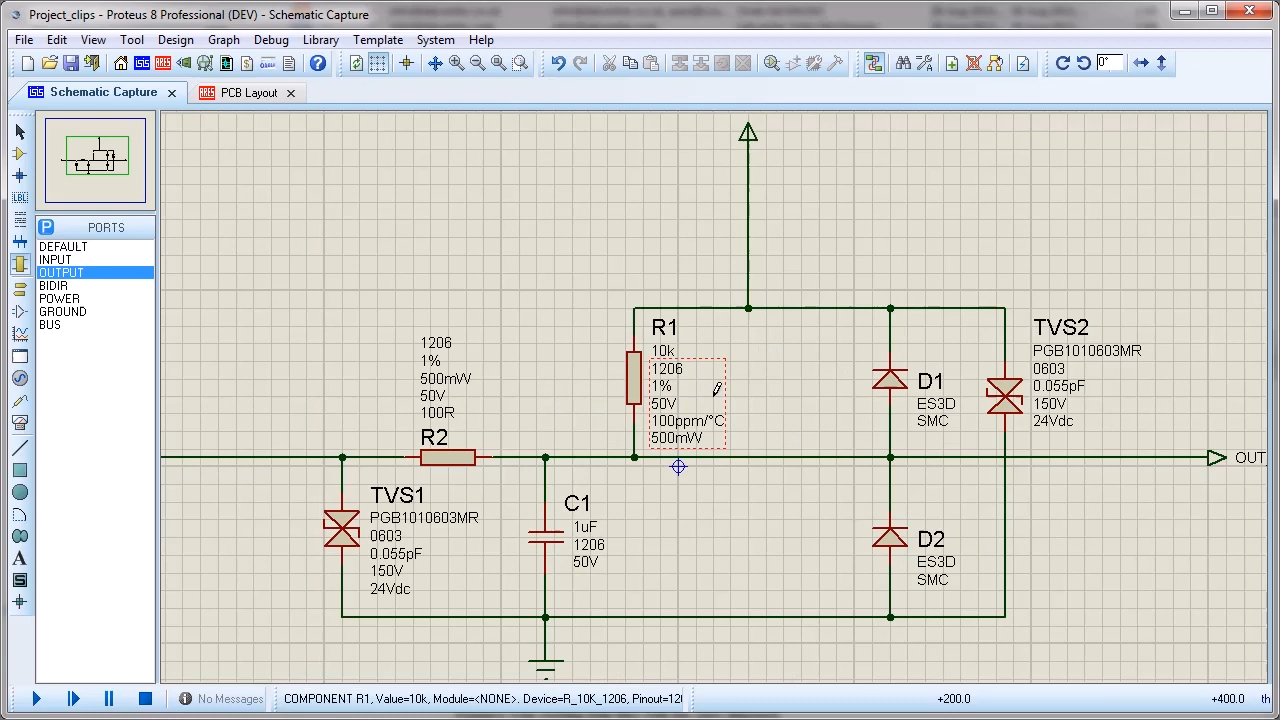 Project_clips - Proteus 8 Professional (DEV) - Schematic Capture
File Edit View Tool Design Graph Debug Library Template System Help
Schematic Capture PCB Layout
P PORTS
DEFAULT
INPUT
OUTPUT
BIDIR
POWER
GROUND
BUS
LBL
A
S
1206
1%
500mW
50V
100R
R2
R1
10k
1206
1%
50V
100ppm/°C
500mW
D1
ES3D
SMC
TVS2
PGB1010603MR
0603
0.055pF
150V
24Vdc
OUT_
TVS1
PGB1010603MR
0603
0.055pF
150V
24Vdc
C1
1uF
1206
50V
D2
ES3D
SMC
No Messages COMPONENT R1, Value=10k, Module=<NONE>. Device=R_10K_1206, Pinout=120 +200.0 +400.0 th